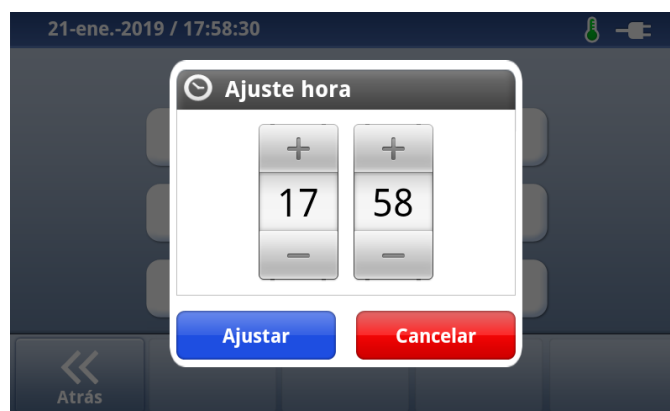 21-ene.-2019 / 17:58:30
Ajuste hora
+ +
17 58
− −
Ajustar Cancelar
Atrás